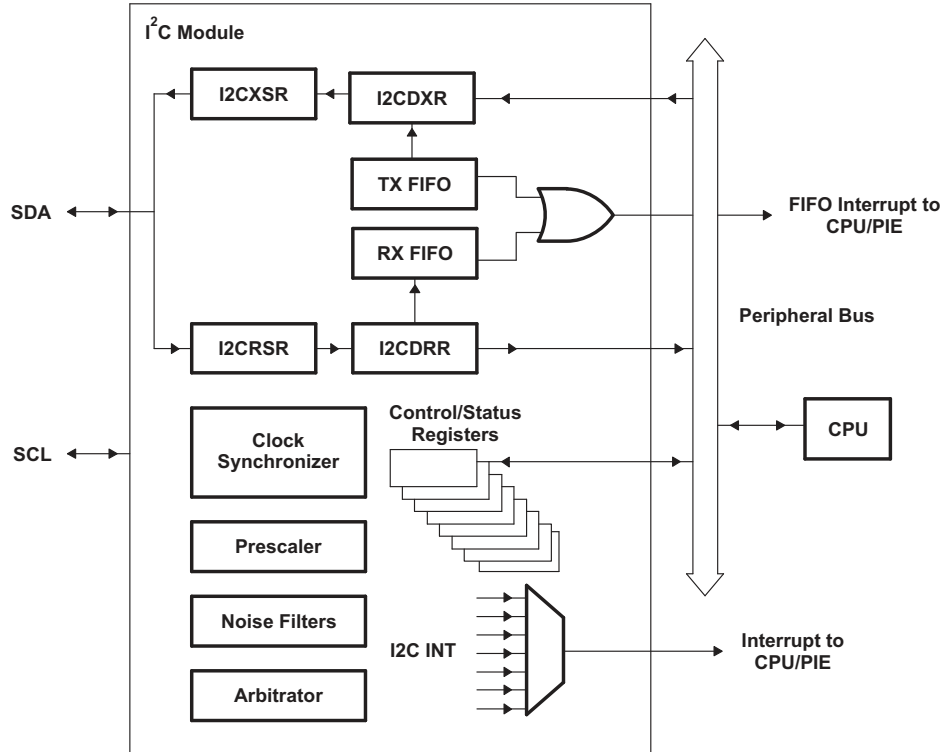 I²C Module
I2CXSR
I2CDXR
TX FIFO
SDA
FIFO Interrupt to
CPU/PIE
RX FIFO
Peripheral Bus
I2CRSR
I2CDRR
Control/Status
Registers
Clock
Synchronizer
SCL
CPU
Prescaler
Noise Filters
I2C INT
Interrupt to
CPU/PIE
Arbitrator